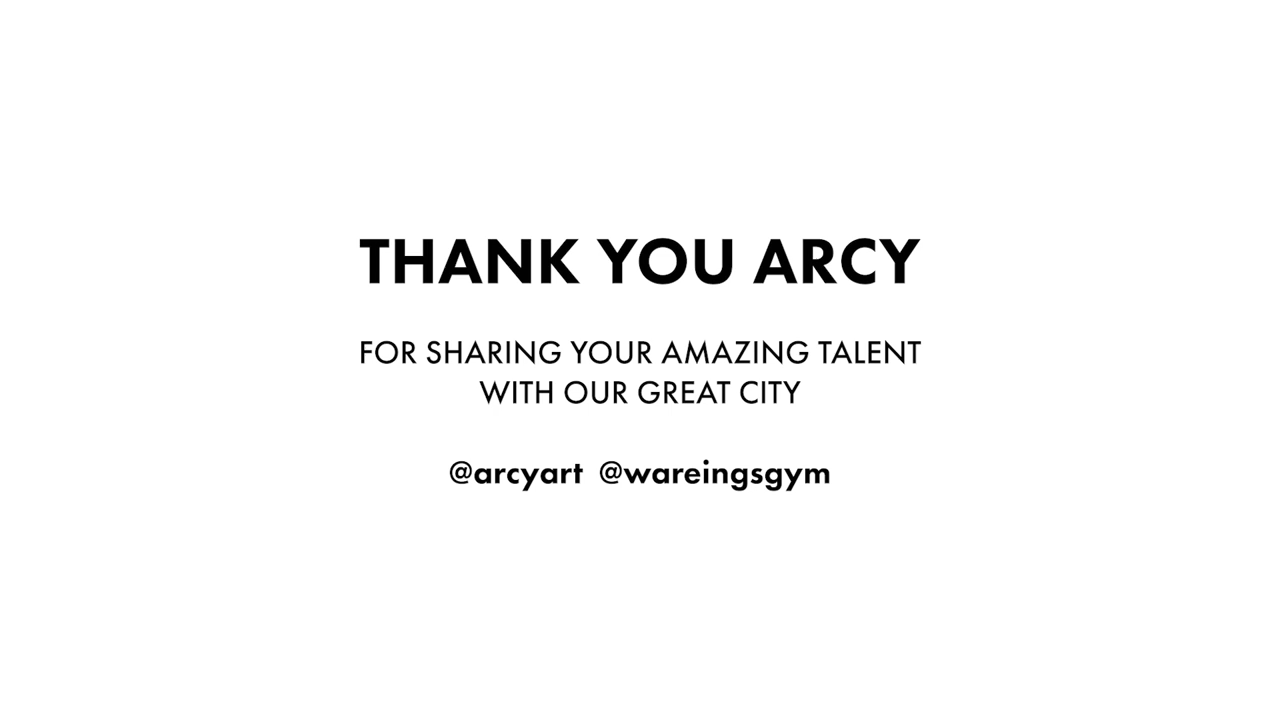 THANK YOU ARCY
FOR SHARING YOUR AMAZING TALENT
WITH OUR GREAT CITY
@arcyart @wareingsgym